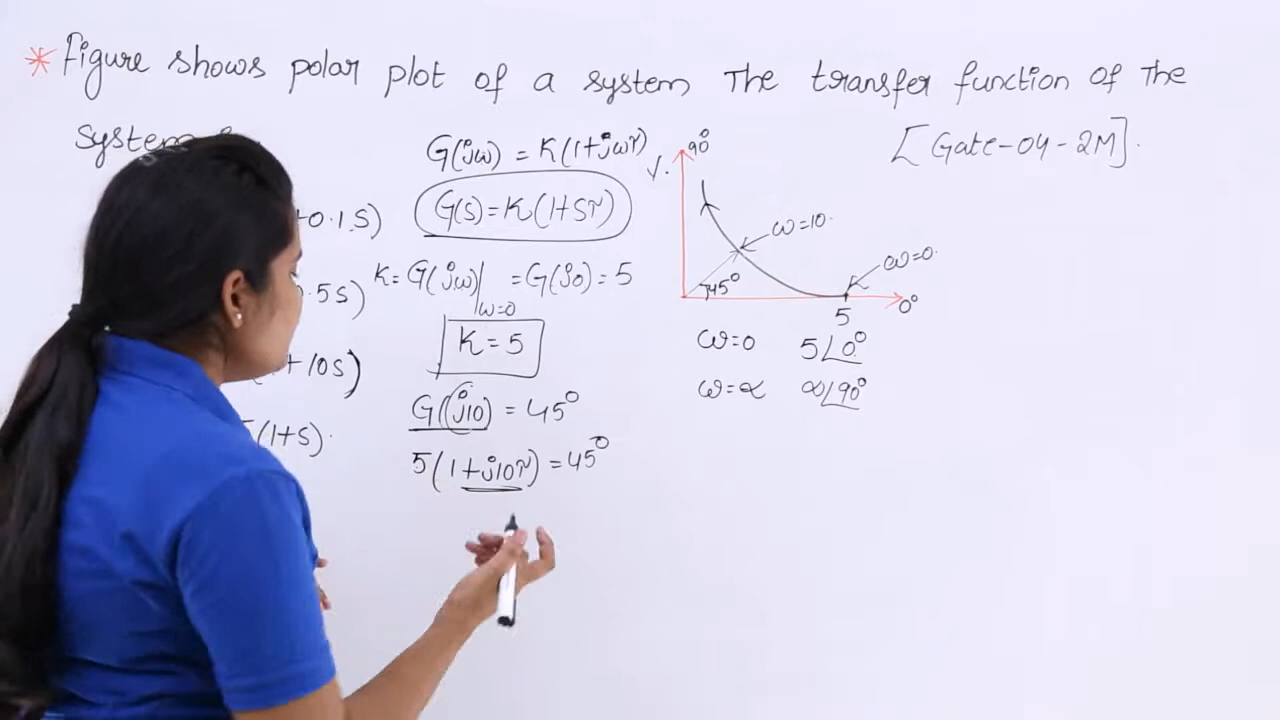 * Figure shows polar plot of a system The transfer function of The
System
[Gate-04-2M].
+0.1S)
.5S)
+10S)
(1+S).
G(jω) = K(1+jωτ)
G(s) = K(1+Sτ)
K = G(jω)| = G(j0) = 5
ω=0
K = 5
G(j10) = 45°
5(1+j10τ) = 45°
90°
ω=10.
ω=0.
45°
5
0°
ω=0 5∠0°
ω=∝ ∝∠90°